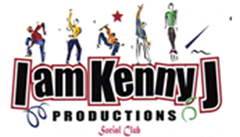 I am Kenny J
PRODUCTIONS
Social Club